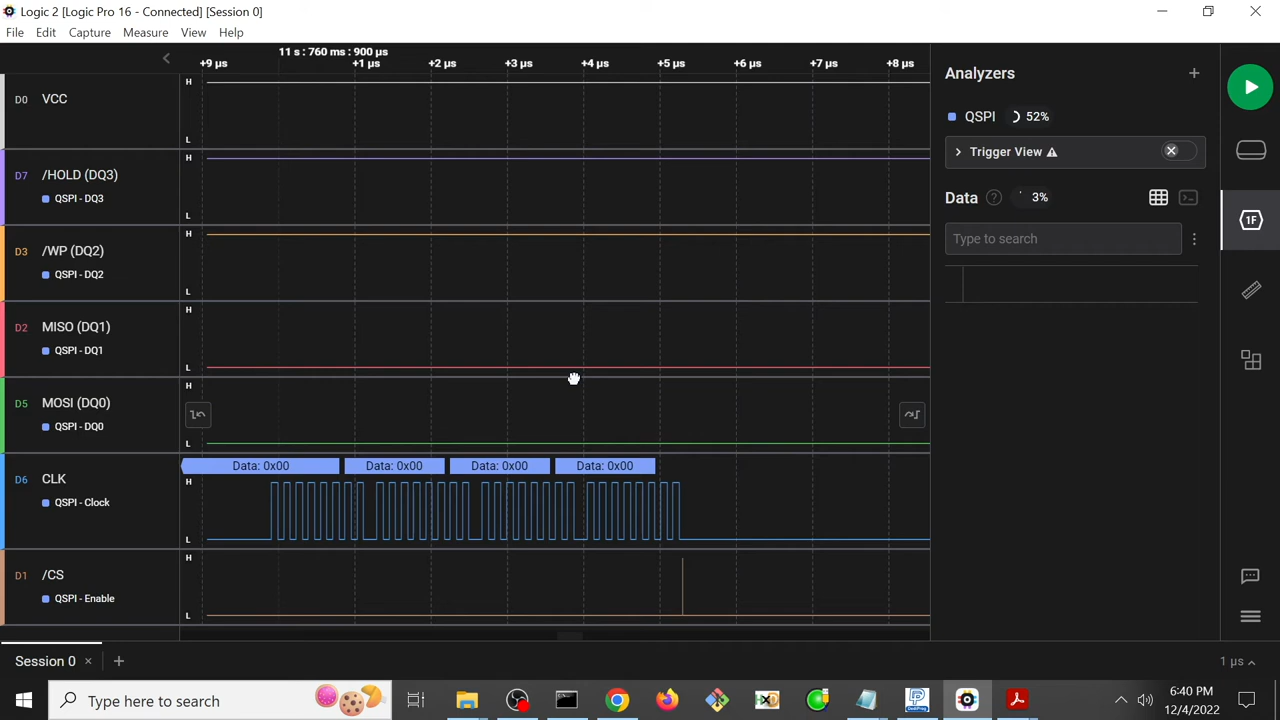 Logic 2 [Logic Pro 16 - Connected] [Session 0]
File Edit Capture Measure View Help
11 s : 760 ms : 900 µs
+9 µs +1 µs +2 µs +3 µs +4 µs +5 µs +6 µs +7 µs +8 µs
Analyzers
D0 VCC
H
L
QSPI 52%
Trigger View
D7 /HOLD (DQ3)
QSPI - DQ3
H
L
Data 3%
Type to search
1F
D3 /WP (DQ2)
QSPI - DQ2
H
L
D2 MISO (DQ1)
QSPI - DQ1
H
L
D5 MOSI (DQ0)
QSPI - DQ0
H
L
Data: 0x00 Data: 0x00 Data: 0x00 Data: 0x00
D6 CLK
QSPI - Clock
H
L
D1 /CS
QSPI - Enable
H
L
Session 0
1 µs
Type here to search
6:40 PM
12/4/2022